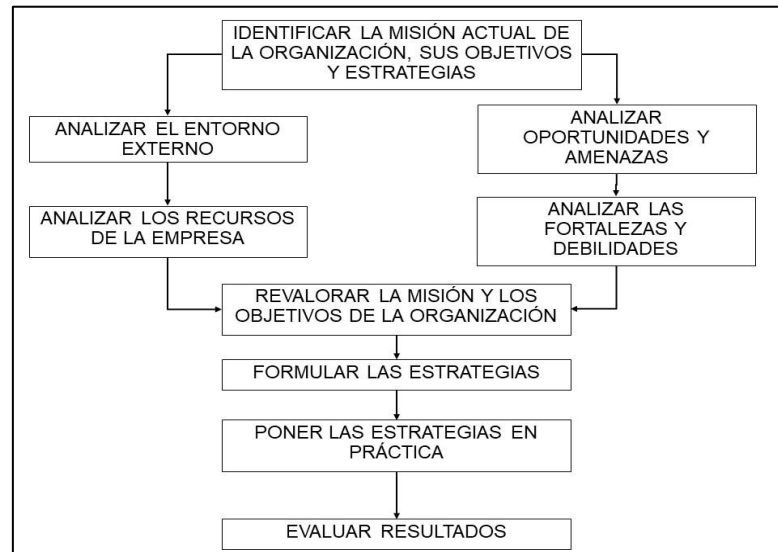 IDENTIFICAR LA MISIÓN ACTUAL DE
LA ORGANIZACIÓN, SUS OBJETIVOS
Y ESTRATEGIAS
ANALIZAR EL ENTORNO
EXTERNO
ANALIZAR
OPORTUNIDADES Y
AMENAZAS
ANALIZAR LOS RECURSOS
DE LA EMPRESA
ANALIZAR LAS
FORTALEZAS Y
DEBILIDADES
REVALORAR LA MISIÓN Y LOS
OBJETIVOS DE LA ORGANIZACIÓN
FORMULAR LAS ESTRATEGIAS
PONER LAS ESTRATEGIAS EN
PRÁCTICA
EVALUAR RESULTADOS